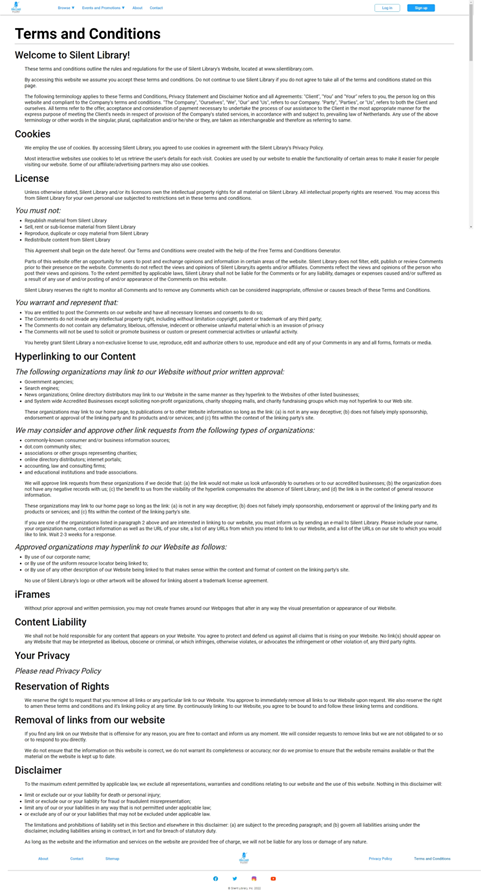 Browse ▼ Events and Promotions ▼ About Contact Log in Sign up
Terms and Conditions
Welcome to Silent Library!
These terms and conditions outline the rules and regulations for the use of Silent Library's Website, located at www.silentlibrary.com.
By accessing this website we assume you accept these terms and conditions. Do not continue to use Silent Library if you do not agree to take all of the terms and conditions stated on this
page.
The following terminology applies to these Terms and Conditions, Privacy Statement and Disclaimer Notice and all Agreements: "Client", "You" and "Your" refers to you, the person log on this
website and compliant to the Company's terms and conditions. "The Company", "Ourselves", "We", "Our" and "Us", refers to our Company. "Party", "Parties", or "Us", refers to both the Client and
ourselves. All terms refer to the offer, acceptance and consideration of payment necessary to undertake the process of our assistance to the Client in the most appropriate manner for the
express purpose of meeting the Client's needs in respect of provision of the Company's stated services, in accordance with and subject to, prevailing law of Netherlands. Any use of the above
terminology or other words in the singular, plural, capitalization and/or he/she or they, are taken as interchangeable and therefore as referring to same.
Cookies
We employ the use of cookies. By accessing Silent Library, you agreed to use cookies in agreement with the Silent Library's Privacy Policy.
Most interactive websites use cookies to let us retrieve the user's details for each visit. Cookies are used by our website to enable the functionality of certain areas to make it easier for people
visiting our website. Some of our affiliate/advertising partners may also use cookies.
License
Unless otherwise stated, Silent Library and/or its licensors own the intellectual property rights for all material on Silent Library. All intellectual property rights are reserved. You may access this
from Silent Library for your own personal use subjected to restrictions set in these terms and conditions.
You must not:
• Republish material from Silent Library
• Sell, rent or sub-license material from Silent Library
• Reproduce, duplicate or copy material from Silent Library
• Redistribute content from Silent Library
This Agreement shall begin on the date hereof. Our Terms and Conditions were created with the help of the Free Terms and Conditions Generator.
Parts of this website offer an opportunity for users to post and exchange opinions and information in certain areas of the website. Silent Library does not filter, edit, publish or review Comments
prior to their presence on the website. Comments do not reflect the views and opinions of Silent Library,its agents and/or affiliates. Comments reflect the views and opinions of the person who
post their views and opinions. To the extent permitted by applicable laws, Silent Library shall not be liable for the Comments or for any liability, damages or expenses caused and/or suffered as
a result of any use of and/or posting of and/or appearance of the Comments on this website.
Silent Library reserves the right to monitor all Comments and to remove any Comments which can be considered inappropriate, offensive or causes breach of these Terms and Conditions.
You warrant and represent that:
• You are entitled to post the Comments on our website and have all necessary licenses and consents to do so;
• The Comments do not invade any intellectual property right, including without limitation copyright, patent or trademark of any third party;
• The Comments do not contain any defamatory, libelous, offensive, indecent or otherwise unlawful material which is an invasion of privacy
• The Comments will not be used to solicit or promote business or custom or present commercial activities or unlawful activity.
You hereby grant Silent Library a non-exclusive license to use, reproduce, edit and authorize others to use, reproduce and edit any of your Comments in any and all forms, formats or media.
Hyperlinking to our Content
The following organizations may link to our Website without prior written approval:
• Government agencies;
• Search engines;
• News organizations; Online directory distributors may link to our Website in the same manner as they hyperlink to the Websites of other listed businesses;
• and System wide Accredited Businesses except soliciting non-profit organizations, charity shopping malls, and charity fundraising groups which may not hyperlink to our Web site.
These organizations may link to our home page, to publications or to other Website information so long as the link: (a) is not in any way deceptive; (b) does not falsely imply sponsorship,
endorsement or approval of the linking party and its products and/or services; and (c) fits within the context of the linking party's site.
We may consider and approve other link requests from the following types of organizations:
• commonly-known consumer and/or business information sources;
• dot.com community sites;
• associations or other groups representing charities;
• online directory distributors; internet portals;
• accounting, law and consulting firms;
• and educational institutions and trade associations.
We will approve link requests from these organizations if we decide that: (a) the link would not make us look unfavorably to ourselves or to our accredited businesses; (b) the organization does
not have any negative records with us; (c) the benefit to us from the visibility of the hyperlink compensates the absence of Silent Library; and (d) the link is in the context of general resource
information.
These organizations may link to our home page so long as the link: (a) is not in any way deceptive; (b) does not falsely imply sponsorship, endorsement or approval of the linking party and its
products or services; and (c) fits within the context of the linking party's site.
If you are one of the organizations listed in paragraph 2 above and are interested in linking to our website, you must inform us by sending an e-mail to Silent Library. Please include your name,
your organization name, contact information as well as the URL of your site, a list of any URLs from which you intend to link to our Website, and a list of the URLs on our site to which you would
like to link. Wait 2-3 weeks for a response.
Approved organizations may hyperlink to our Website as follows:
• By use of our corporate name;
• or By use of the uniform resource locator being linked to;
• or By use of any other description of our Website being linked to that makes sense within the context and format of content on the linking party's site.
No use of Silent Library's logo or other artwork will be allowed for linking absent a trademark license agreement.
iFrames
Without prior approval and written permission, you may not create frames around our Webpages that alter in any way the visual presentation or appearance of our Website.
Content Liability
We shall not be hold responsible for any content that appears on your Website. You agree to protect and defend us against all claims that is rising on your Website. No link(s) should appear on
any Website that may be interpreted as libelous, obscene or criminal, or which infringes, otherwise violates, or advocates the infringement or other violation of, any third party rights.
Your Privacy
Please read Privacy Policy
Reservation of Rights
We reserve the right to request that you remove all links or any particular link to our Website. You approve to immediately remove all links to our Website upon request. We also reserve the right
to amen these terms and conditions and it's linking policy at any time. By continuously linking to our Website, you agree to be bound to and follow these linking terms and conditions.
Removal of links from our website
If you find any link on our Website that is offensive for any reason, you are free to contact and inform us any moment. We will consider requests to remove links but we are not obligated to or so
or to respond to you directly.
We do not ensure that the information on this website is correct, we do not warrant its completeness or accuracy; nor do we promise to ensure that the website remains available or that the
material on the website is kept up to date.
Disclaimer
To the maximum extent permitted by applicable law, we exclude all representations, warranties and conditions relating to our website and the use of this website. Nothing in this disclaimer will:
• limit or exclude our or your liability for death or personal injury;
• limit or exclude our or your liability for fraud or fraudulent misrepresentation;
• limit any of our or your liabilities in any way that is not permitted under applicable law;
• or exclude any of our or your liabilities that may not be excluded under applicable law.
The limitations and prohibitions of liability set in this Section and elsewhere in this disclaimer: (a) are subject to the preceding paragraph; and (b) govern all liabilities arising under the
disclaimer, including liabilities arising in contract, in tort and for breach of statutory duty.
As long as the website and the information and services on the website are provided free of charge, we will not be liable for any loss or damage of any nature.
About Contact Sitemap Privacy Policy Terms and Conditions
© Silent Library Inc. 2022